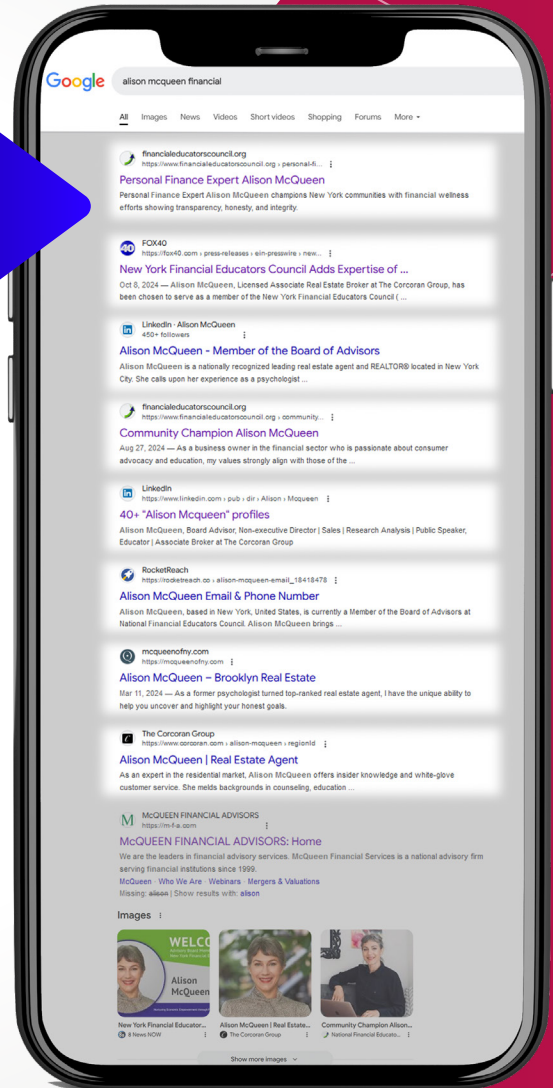 Google
alison mcqueen financial
All Images News Videos Short videos Shopping Forums More
financialeducatorscouncil.org
https://www.financialeducatorscouncil.org › personal-fi...
Personal Finance Expert Alison McQueen
Personal Finance Expert Alison McQueen champions New York communities with financial wellness
efforts showing transparency, honesty, and integrity.
40
FOX40
https://fox40.com › press-releases › ein-presswire › new...
New York Financial Educators Council Adds Expertise of ...
Oct 8, 2024 — Alison McQueen, Licensed Associate Real Estate Broker at The Corcoran Group, has
been chosen to serve as a member of the New York Financial Educators Council ( ...
in
LinkedIn · Alison McQueen
450+ followers
Alison McQueen - Member of the Board of Advisors
Alison McQueen is a nationally recognized leading real estate agent and REALTOR® located in New York
City. She calls upon her experience as a psychologist ...
financialeducatorscouncil.org
https://www.financialeducatorscouncil.org › community...
Community Champion Alison McQueen
Aug 27, 2024 — As a business owner in the financial sector who is passionate about consumer
advocacy and education, my values strongly align with those of the ...
in
LinkedIn
https://www.linkedin.com › pub › dir › Alison › Mcqueen
40+ "Alison Mcqueen" profiles
Alison McQueen, Board Advisor, Non-executive Director | Sales | Research Analysis | Public Speaker,
Educator | Associate Broker at The Corcoran Group
RocketReach
https://rocketreach.co › alison-mcqueen-email_18418478
Alison McQueen Email & Phone Number
Alison McQueen, based in New York, United States, is currently a Member of the Board of Advisors at
National Financial Educators Council. Alison McQueen brings ...
mcqueenofny.com
https://mcqueenofny.com
Alison McQueen – Brooklyn Real Estate
Mar 11, 2024 — As a former psychologist turned top-ranked real estate agent, I have the unique ability to
help you uncover and highlight your honest goals.
The Corcoran Group
https://www.corcoran.com › alison-mcqueen › regionId
Alison McQueen | Real Estate Agent
As an expert in the residential market, Alison McQueen offers insider knowledge and white-glove
customer service. She melds backgrounds in counseling, education ...
M
McQUEEN FINANCIAL ADVISORS
https://m-f-a.com
McQUEEN FINANCIAL ADVISORS: Home
We are the leaders in financial advisory services. McQueen Financial Services is a national advisory firm
serving financial institutions since 1999.
McQueen · Who We Are · Webinars · Mergers & Valuations
Missing: alison | Show results with: alison
Images
WELCO
Alison
McQueen
New York Financial Educator... Alison McQueen | Real Estate... Community Champion Alison...
8 News NOW The Corcoran Group National Financial Educato...
Show more images